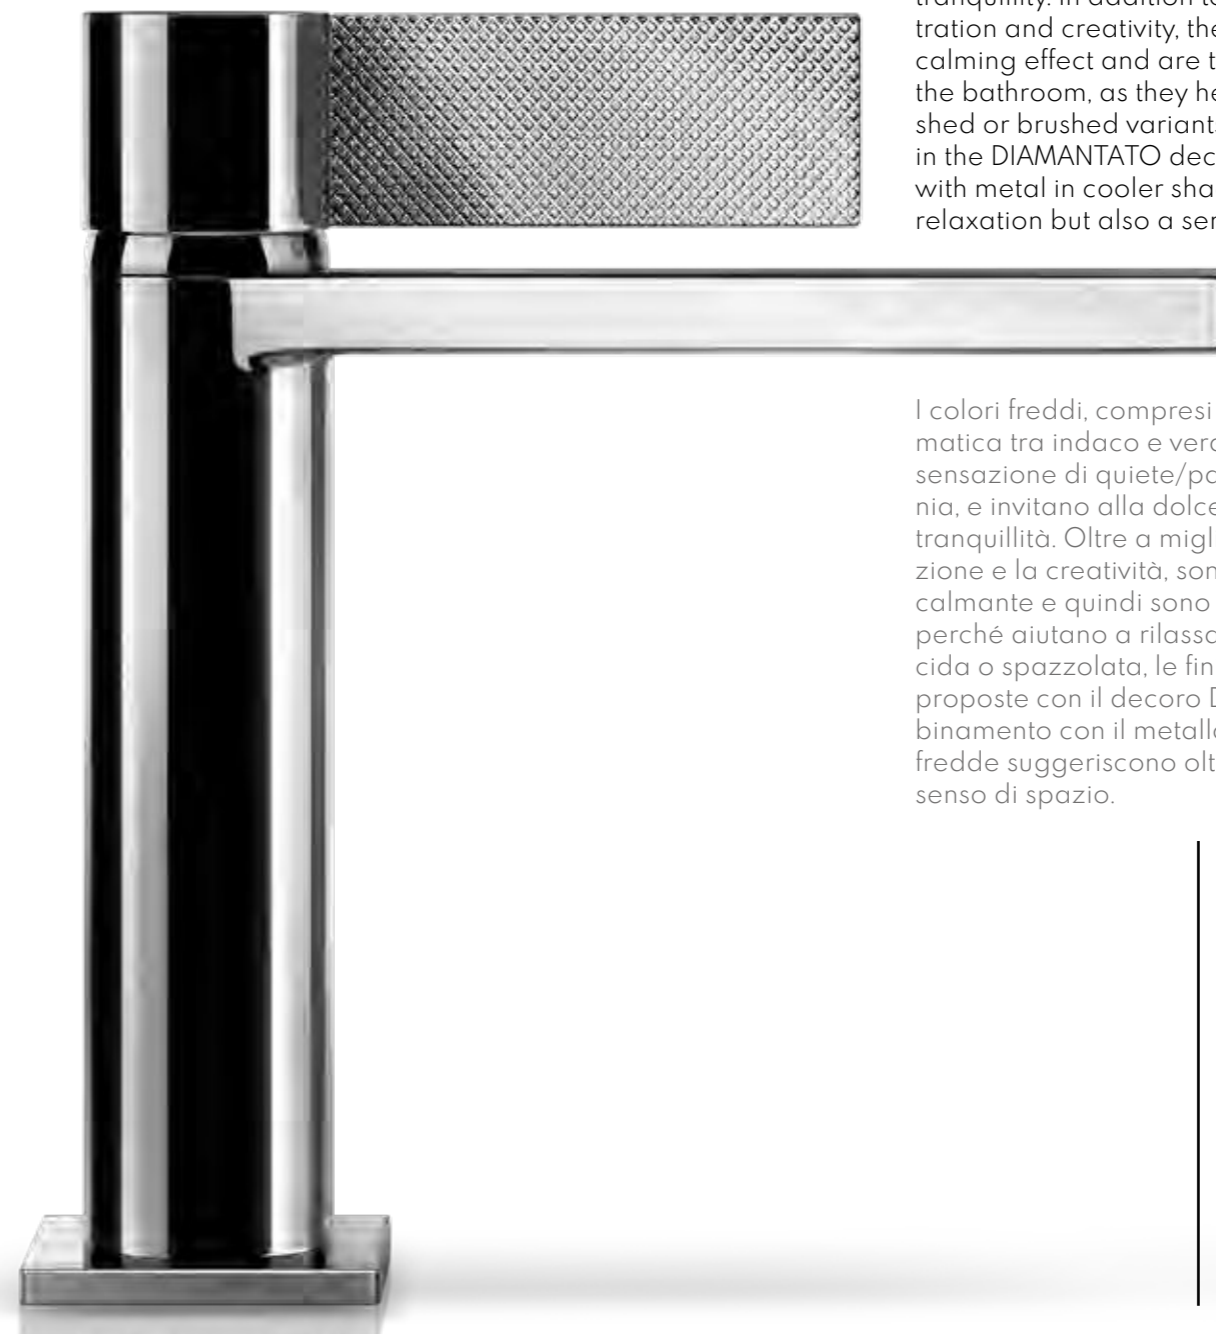 tranquillity. In addition to
tration and creativity, the
calming effect and are t
the bathroom, as they he
shed or brushed variants
in the DIAMANTATO dec
with metal in cooler sha
relaxation but also a ser
I colori freddi, compresi
matica tra indaco e verd
sensazione di quiete/pa
nia, e invitano alla dolce
tranquillità. Oltre a migl
zione e la creatività, son
calmante e quindi sono
perché aiutano a rilassa
cida o spazzolata, le fin
proposte con il decoro D
binamento con il metallo
fredde suggeriscono olt
senso di spazio.